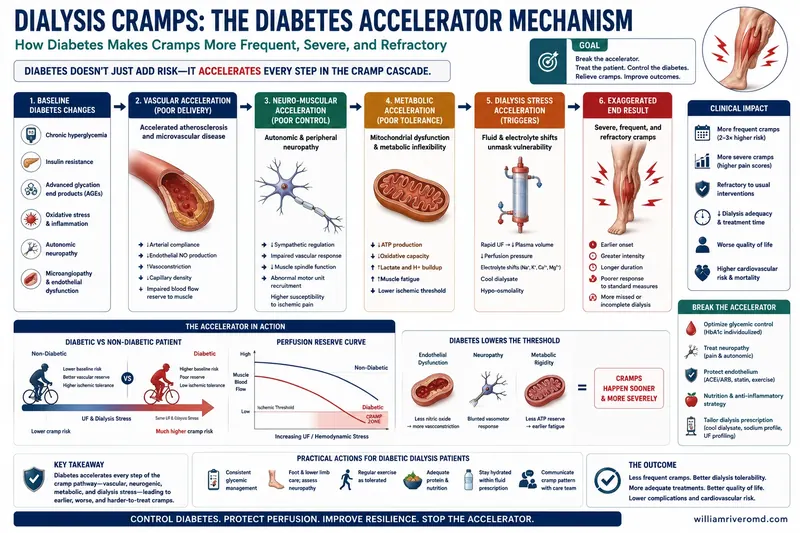 DIALYSIS CRAMPS: THE DIABETES ACCELERATOR MECHANISM
How Diabetes Makes Cramps More Frequent, Severe, and Refractory
DIABETES DOESN'T JUST ADD RISK—IT ACCELERATES EVERY STEP IN THE CRAMP CASCADE.
GOAL
Break the accelerator.
Treat the patient. Control the diabetes.
Relieve cramps. Improve outcomes.
1. BASELINE
DIABETES CHANGES
Chronic hyperglycemia
Insulin resistance
Advanced glycation
end products (AGEs)
Oxidative stress
& inflammation
Autonomic
neuropathy
Microangiopathy
& endothelial
dysfunction
2. VASCULAR ACCELERATION
(POOR DELIVERY)
Accelerated atherosclerosis
and microvascular disease
↓Arterial compliance
↓Endothelial NO production
↑Vasoconstriction
↓Capillary density
Impaired blood flow
reserve to muscle
3. NEURO-MUSCULAR
ACCELERATION
(POOR CONTROL)
Autonomic & peripheral
neuropathy
↓Sympathetic regulation
Impaired vascular response
↓ Muscle spindle function
Abnormal motor unit
recruitment
Higher susceptibility
to ischemic pain
4. METABOLIC
ACCELERATION
(POOR TOLERANCE)
Mitochondrial dysfunction
& metabolic inflexibility
↓ATP production
↓Oxidative capacity
↑Lactate and H+ buildup
↑Muscle fatigue
Lower ischemic threshold
5. DIALYSIS STRESS
ACCELERATION
(TRIGGERS)
Fluid & electrolyte shifts
unmask vulnerability
Rapid UF → ↓Plasma volume
↓Perfusion pressure
Electrolyte shifts (Na⁺, K⁺, Ca²⁺, Mg²⁺)
Cool dialysate
Hypo-osmolality
6. EXAGGERATED
END RESULT
Severe, frequent, and
refractory cramps
Earlier onset
Greater intensity
Longer duration
Poorer response
to standard measures
More missed or
incomplete dialysis
CLINICAL IMPACT
More frequent cramps
(2–3× higher risk)
More severe cramps
(higher pain scores)
Refractory to usual
interventions
↓ Dialysis adequacy
& treatment time
Worse quality of life
Higher cardiovascular
risk & mortality
THE ACCELERATOR IN ACTION
DIABETIC VS NON-DIABETIC PATIENT
Non-Diabetic
Lower baseline risk
Better vascular reserve
Higher ischemic tolerance
VS
Diabetic
Higher baseline risk
Poor reserve
Low ischemic tolerance
UF & Dialysis Stress
Same UF & Dialysis Stress
Lower cramp risk
Much higher cramp risk
PERFUSION RESERVE CURVE
High
Muscle
Blood
Flow
Low
Ischemic Threshold
Non-Diabetic
Diabetic
CRAMP
ZONE
Increasing UF / Hemodynamic Stress
DIABETES LOWERS THE THRESHOLD
Endothelial
Dysfunction
Less nitric oxide
→ more vasoconstriction
Neuropathy
Blunted vasomotor
response
Metabolic
Rigidity
Less ATP reserve
→ earlier fatigue
=
CRAMPS
HAPPEN SOONER
& MORE SEVERELY
BREAK THE ACCELERATOR
Optimize glycemic control
(HbA1c individualized)
Treat neuropathy
(pain & autonomic)
Protect endothelium
(ACE/ARB, statin, exercise)
Nutrition & anti-inflammatory
strategy
Tailor dialysis prescription
(cool dialysate, sodium profile,
UF profiling)
KEY TAKEAWAY
Diabetes accelerates every step of the
cramp pathway—vascular, neurogenic,
metabolic, and dialysis stress—leading to
earlier, worse, and harder-to-treat cramps.
PRACTICAL ACTIONS FOR DIABETIC DIALYSIS PATIENTS
Consistent
glycemic
management
Foot & lower limb
care; assess
neuropathy
Regular exercise
as tolerated
Adequate
protein &
nutrition
Stay hydrated
within fluid
prescription
Communicate
cramp pattern
with care team
THE OUTCOME
Less frequent cramps. Better dialysis tolerability.
More adequate treatments. Better quality of life.
Lower complications and cardiovascular risk.
CONTROL DIABETES. PROTECT PERFUSION. IMPROVE RESILIENCE. STOP THE ACCELERATOR.
williamriveromd.com